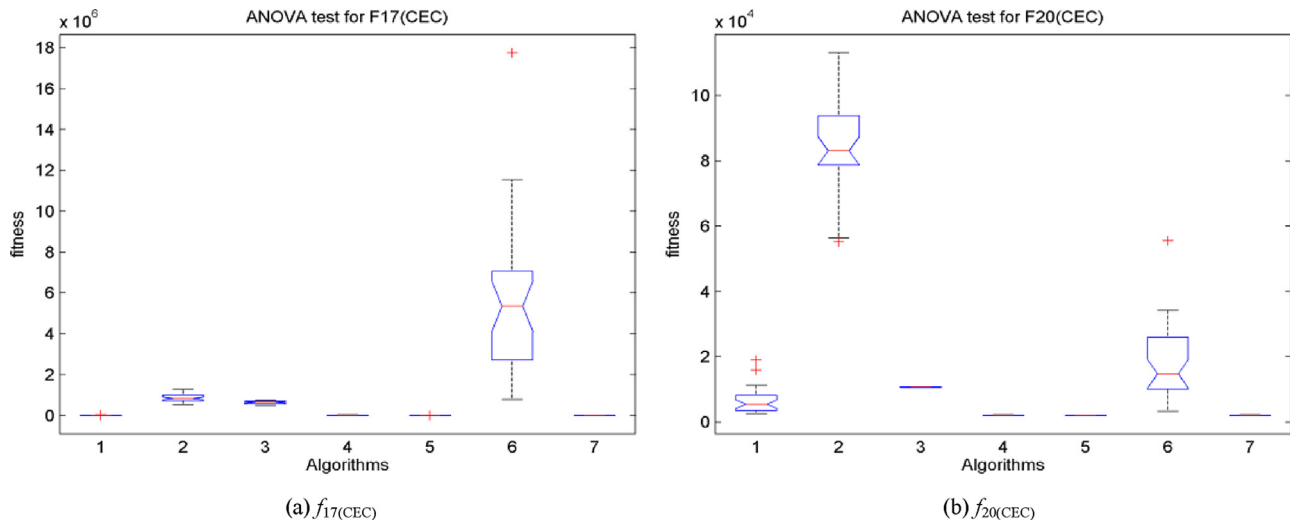 ANOVA test for F17(CEC)
x 10^6
18
16
14
12
10
8
6
4
2
0
fitness
1 2 3 4 5 6 7
Algorithms
(a) f17(CEC)
ANOVA test for F20(CEC)
x 10^4
10
8
6
4
2
0
fitness
1 2 3 4 5 6 7
Algorithms
(b) f20(CEC)